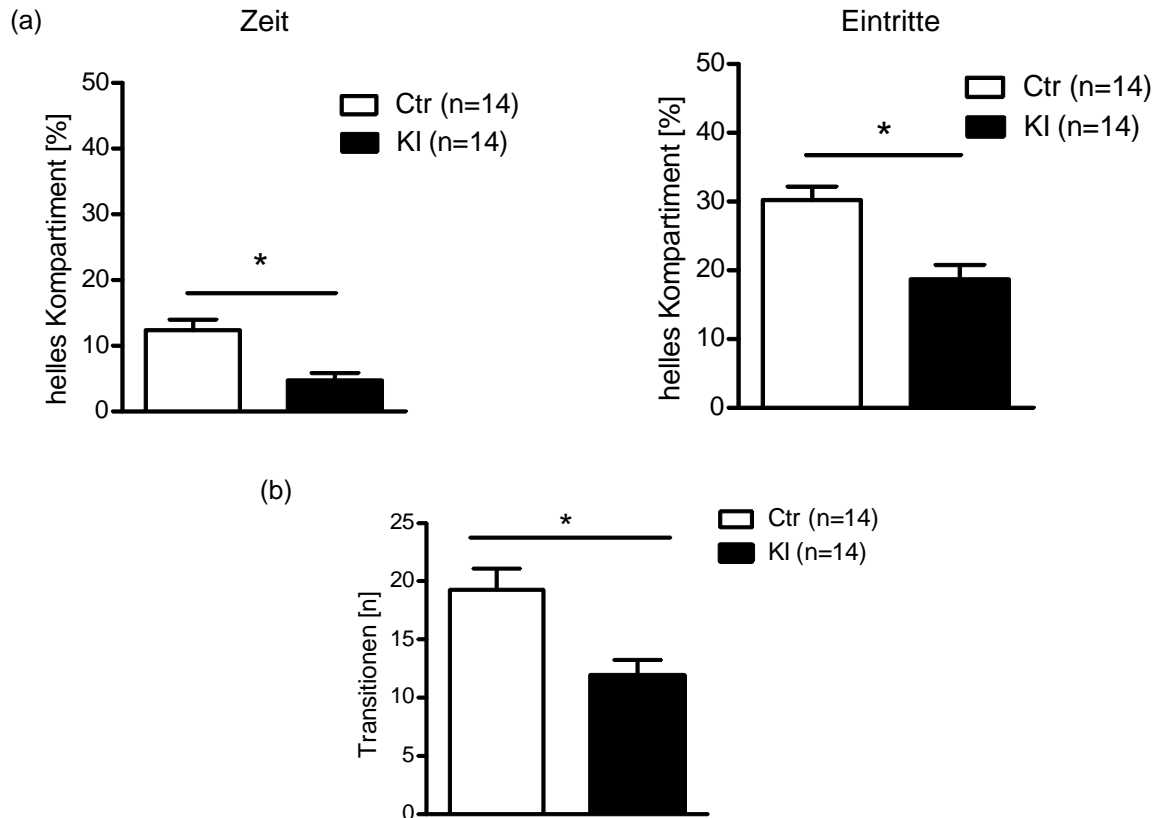 (a)
Zeit
helles Kompartiment [%]
50
40
30
20
10
0
Ctr (n=14)
KI (n=14)
*
Eintritte
helles Kompartiment [%]
50
40
30
20
10
0
Ctr (n=14)
KI (n=14)
*
(b)
Transitionen [n]
25
20
15
10
5
0
*
Ctr (n=14)
KI (n=14)